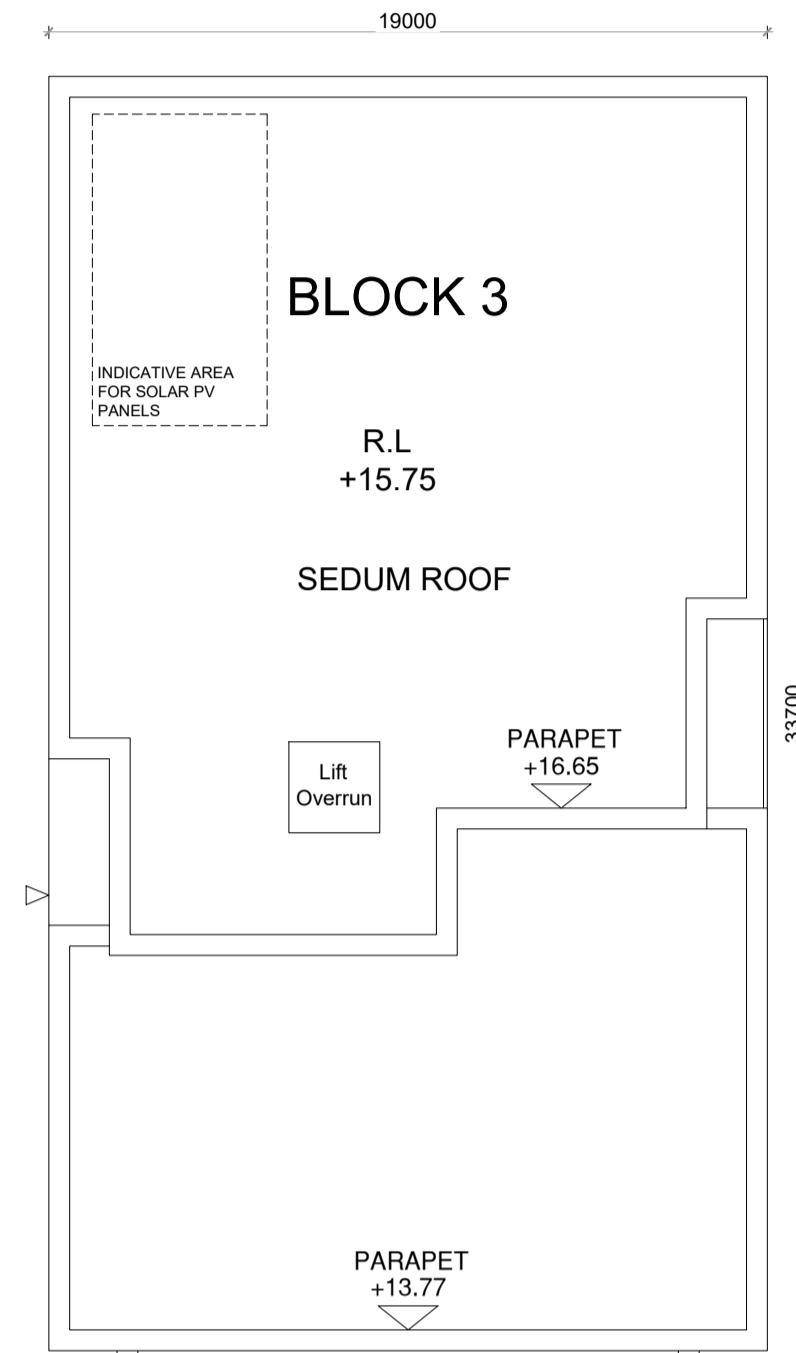 19000
BLOCK 3
INDICATIVE AREA
FOR SOLAR PV
PANELS
R.L
+15.75
SEDUM ROOF
33700
PARAPET
+16.65
Lift
Overrun
PARAPET
+13.77